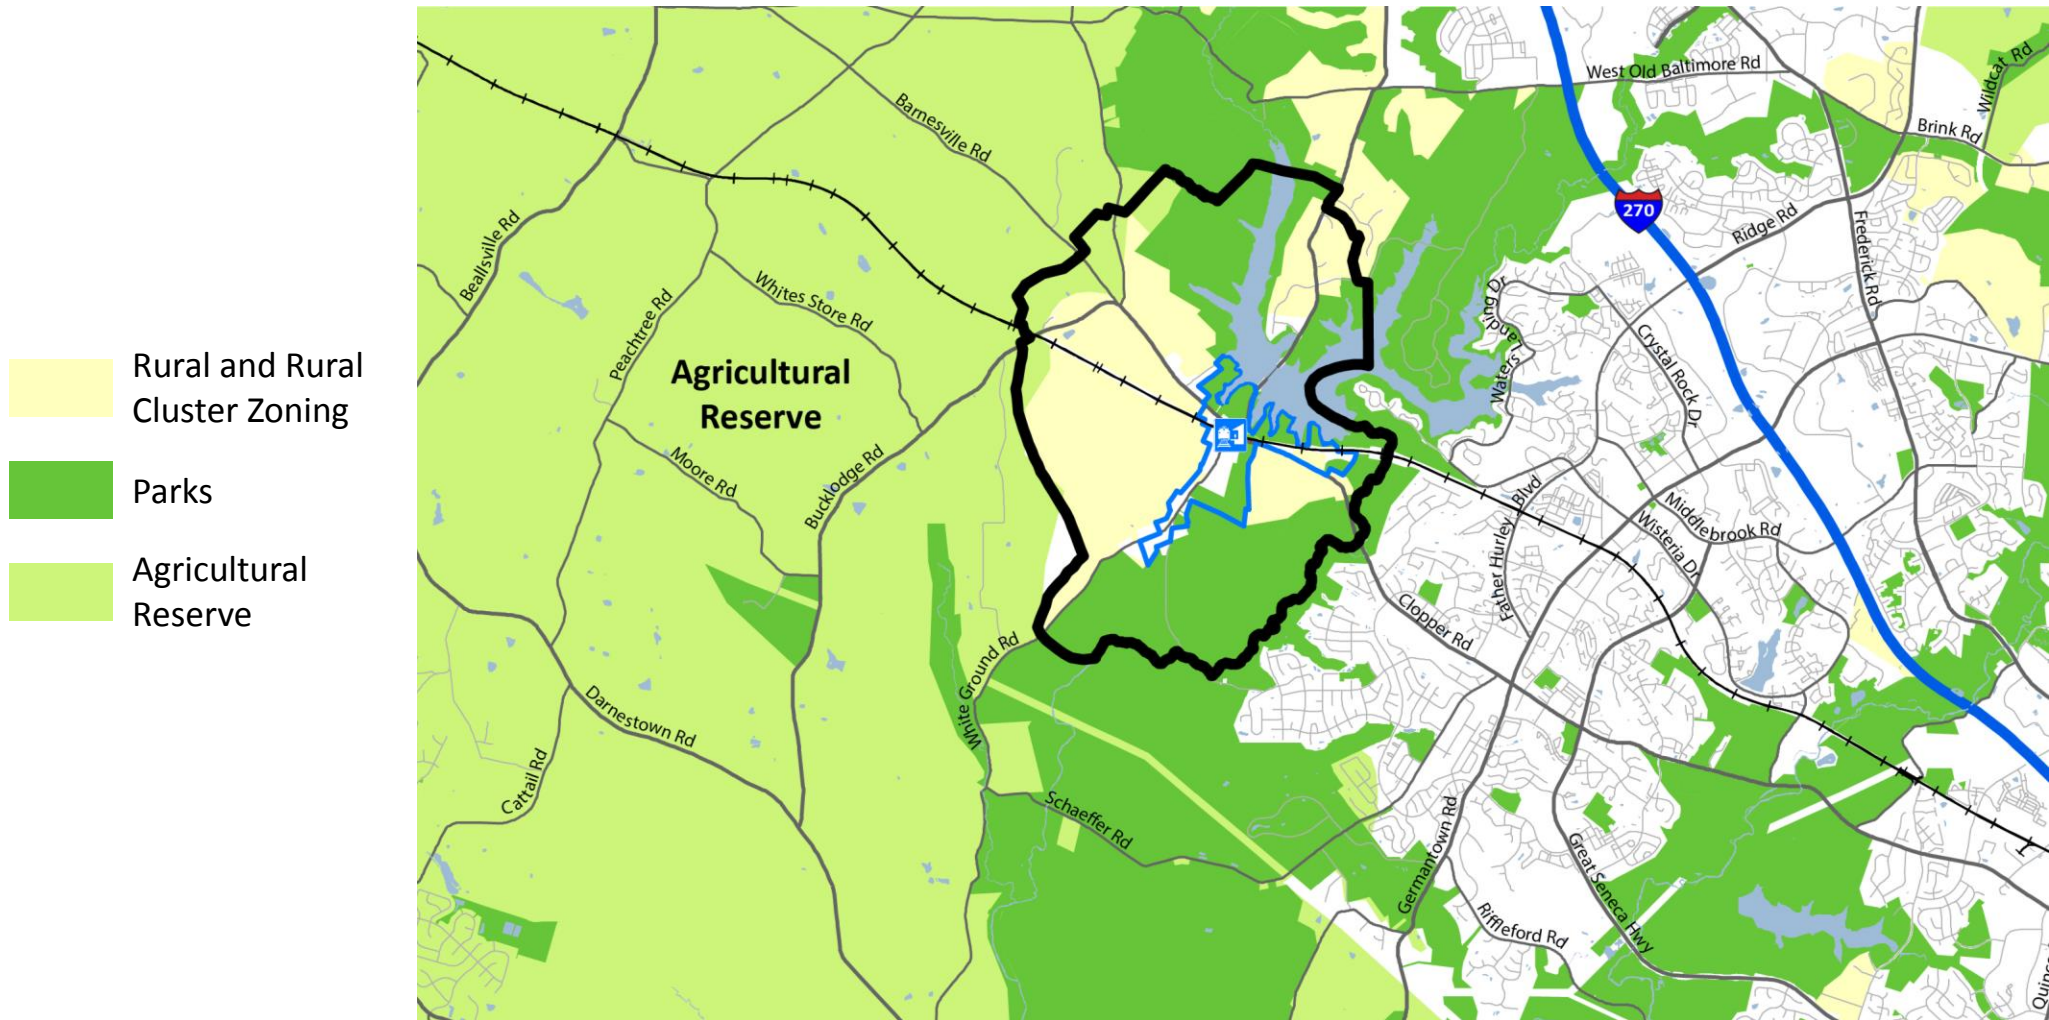 Rural and Rural
Cluster Zoning
Parks
Agricultural
Reserve
West Old Baltimore Rd
Wildcat Rd
Brink Rd
Barnesville Rd
270
Ridge Rd
Frederick Rd
Beallsville Rd
Whites Store Rd
Peachtree Rd
Agricultural
Reserve
Waters Landing Dr
Crystal Rock Dr
Moore Rd
Bucklodge Rd
Father Hurley Blvd
Middlebrook Rd
Wisteria Dr
Clopper Rd
White Ground Rd
Darnestown Rd
Cattail Rd
Schaeffer Rd
Germantown Rd
Great Seneca Hwy
Riffleford Rd